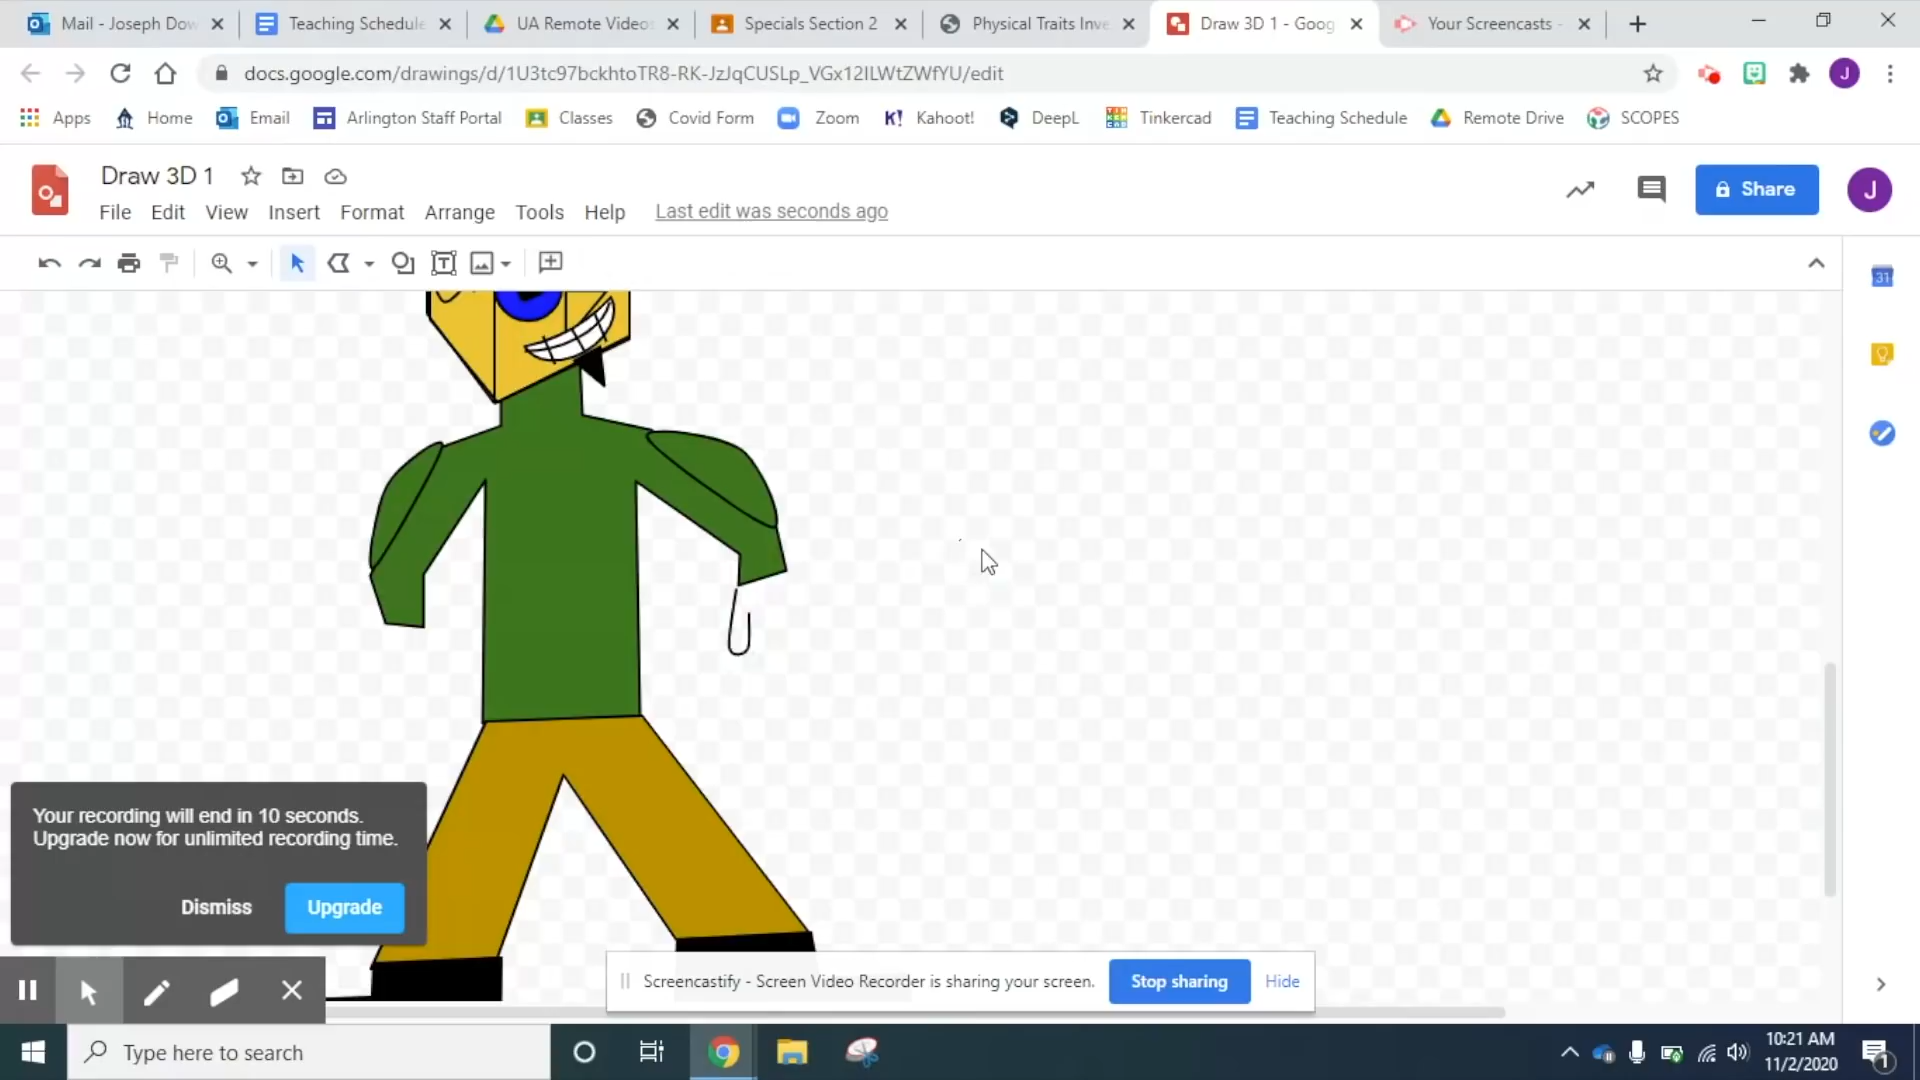 Mail - Joseph Dow
Teaching Schedule
UA Remote Videos
Specials Section 2
Physical Traits Inve
Draw 3D 1 - Goog
Your Screencasts -
docs.google.com/drawings/d/1U3tc97bckhtoTR8-RK-JzJqCUSLp_VGx12ILWtZWfYU/edit
J
Apps
Home
Email
Arlington Staff Portal
Classes
Covid Form
Zoom
K! Kahoot!
DeepL
Tinkercad
Teaching Schedule
Remote Drive
SCOPES
Draw 3D 1
Share
J
File Edit View Insert Format Arrange Tools Help Last edit was seconds ago
31
Your recording will end in 10 seconds.
Upgrade now for unlimited recording time.
Dismiss Upgrade
Screencastify - Screen Video Recorder is sharing your screen. Stop sharing Hide
Type here to search
10:21 AM
11/2/2020
1